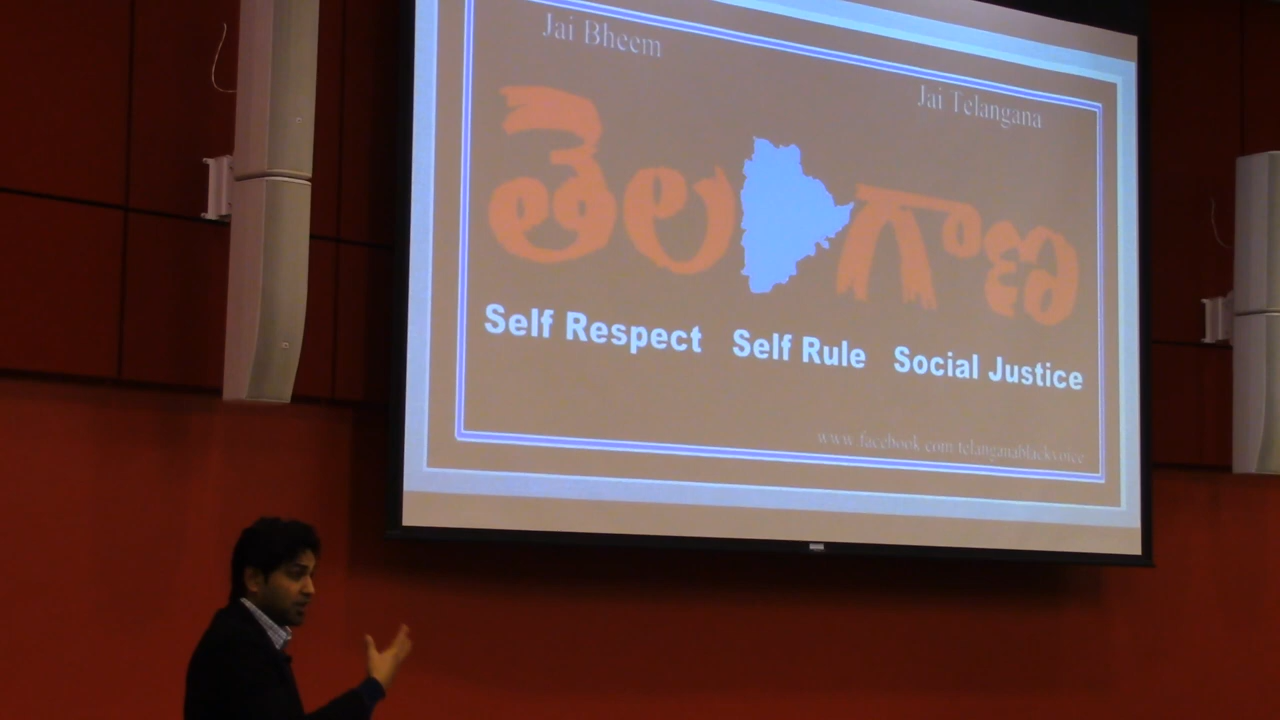 Jai Bheem
Jai Telangana
తెల గాణ
Self Respect Self Rule Social Justice
www.facebook.com/telanganablackvoice